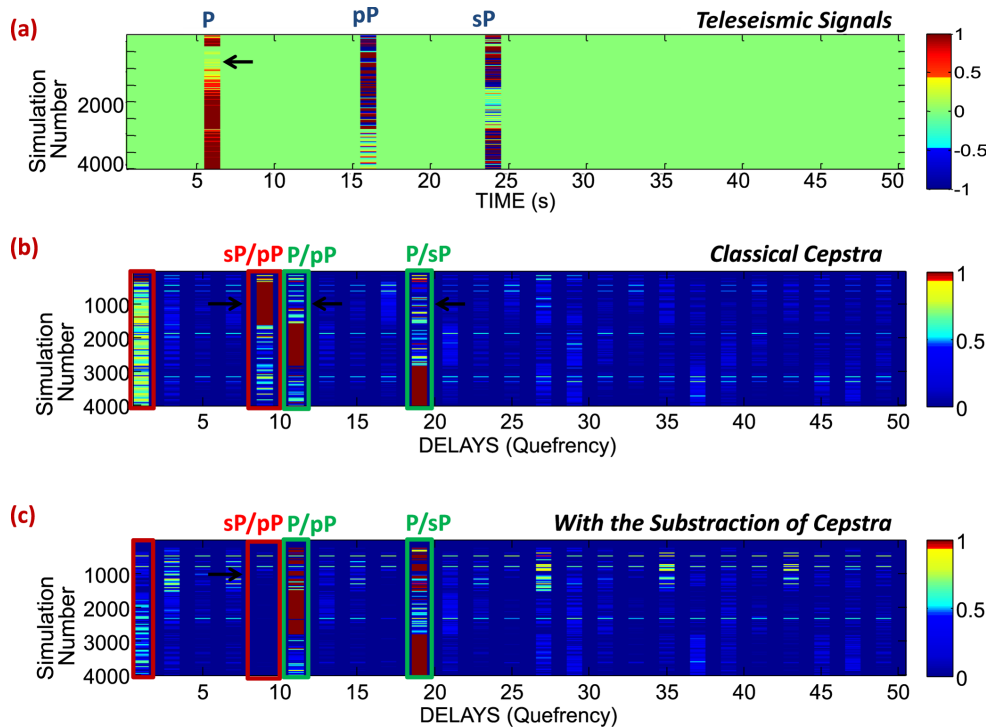 P pP sP
(a) Teleseismic Signals
1
0.5
0
-0.5
-1
2000
4000
Simulation
Number
5 10 15 20 25 30 35 40 45 50
TIME (s)
(b) sP/pP P/pP P/sP Classical Cepstra
1
0.5
0
1000
2000
3000
4000
Simulation
Number
5 10 15 20 25 30 35 40 45 50
DELAYS (Quefrency)
(c) sP/pP P/pP P/sP With the Substraction of Cepstra
1
0.5
0
1000
2000
3000
4000
Simulation
Number
5 10 15 20 25 30 35 40 45 50
DELAYS (Quefrency)